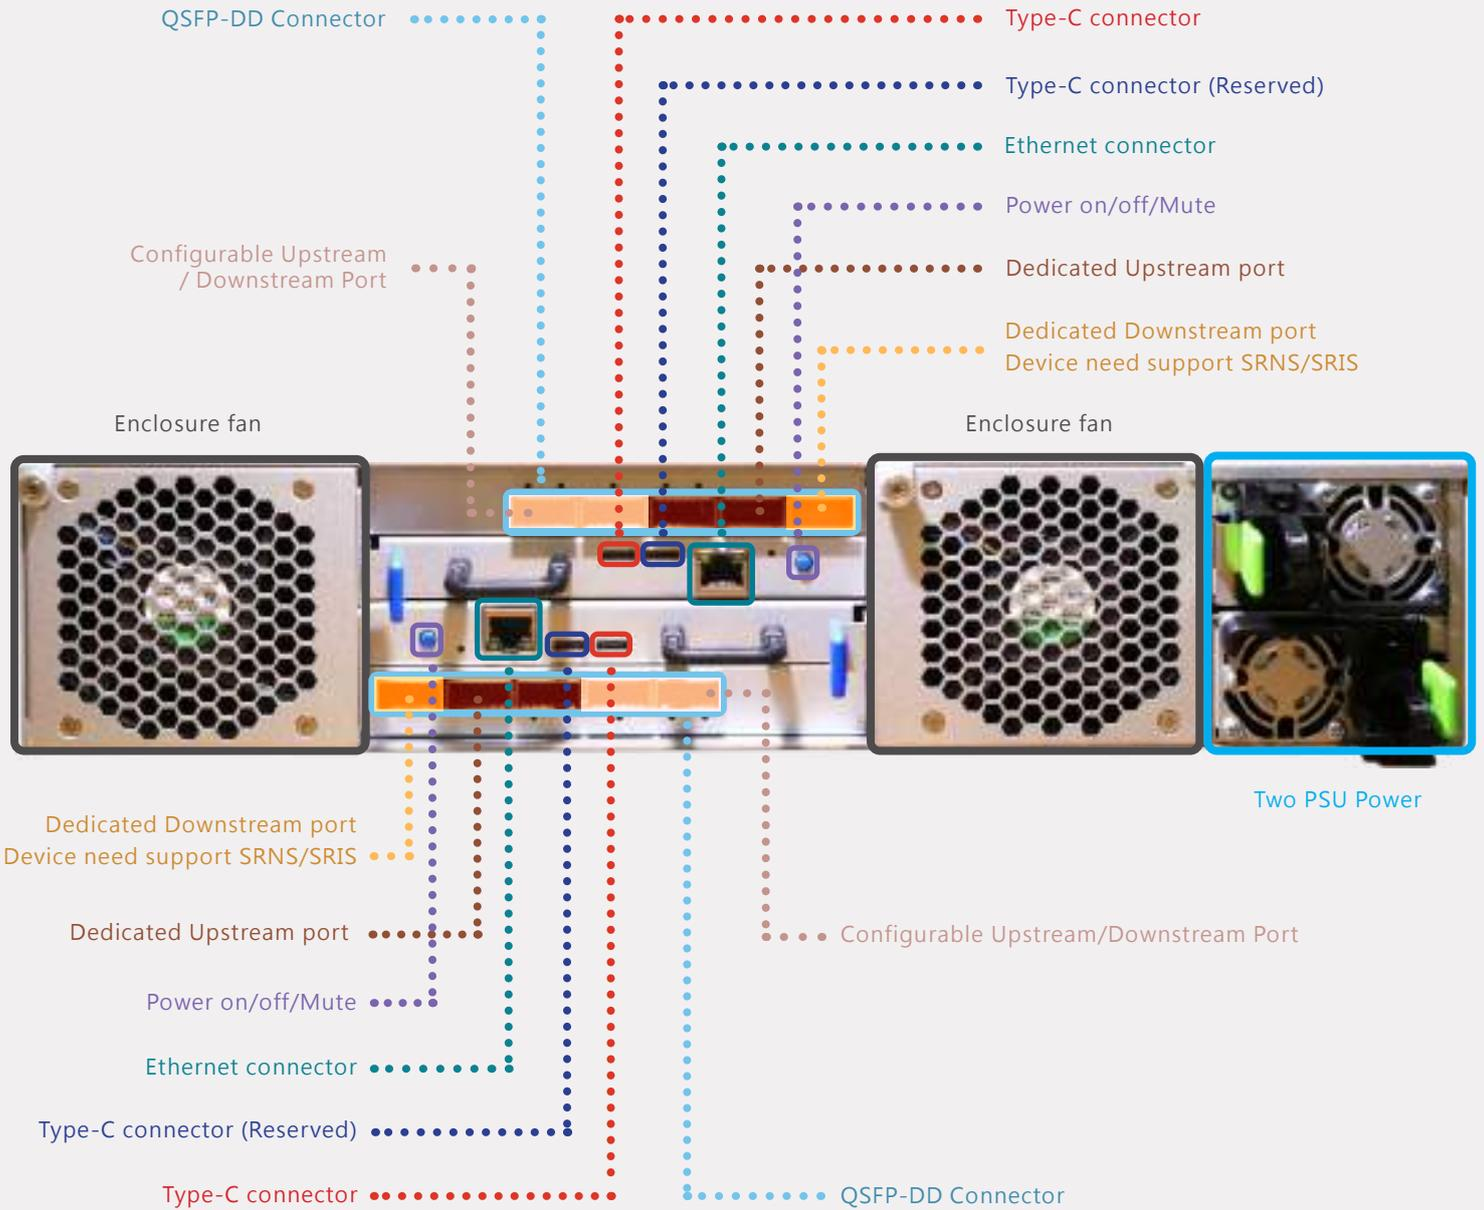 QSFP-DD Connector
Type-C connector
Type-C connector (Reserved)
Ethernet connector
Power on/off/Mute
Configurable Upstream
/ Downstream Port
Dedicated Upstream port
Dedicated Downstream port
Device need support SRNS/SRIS
Enclosure fan
Enclosure fan
Two PSU Power
Dedicated Downstream port
Device need support SRNS/SRIS
Dedicated Upstream port
Configurable Upstream/Downstream Port
Power on/off/Mute
Ethernet connector
Type-C connector (Reserved)
Type-C connector
QSFP-DD Connector